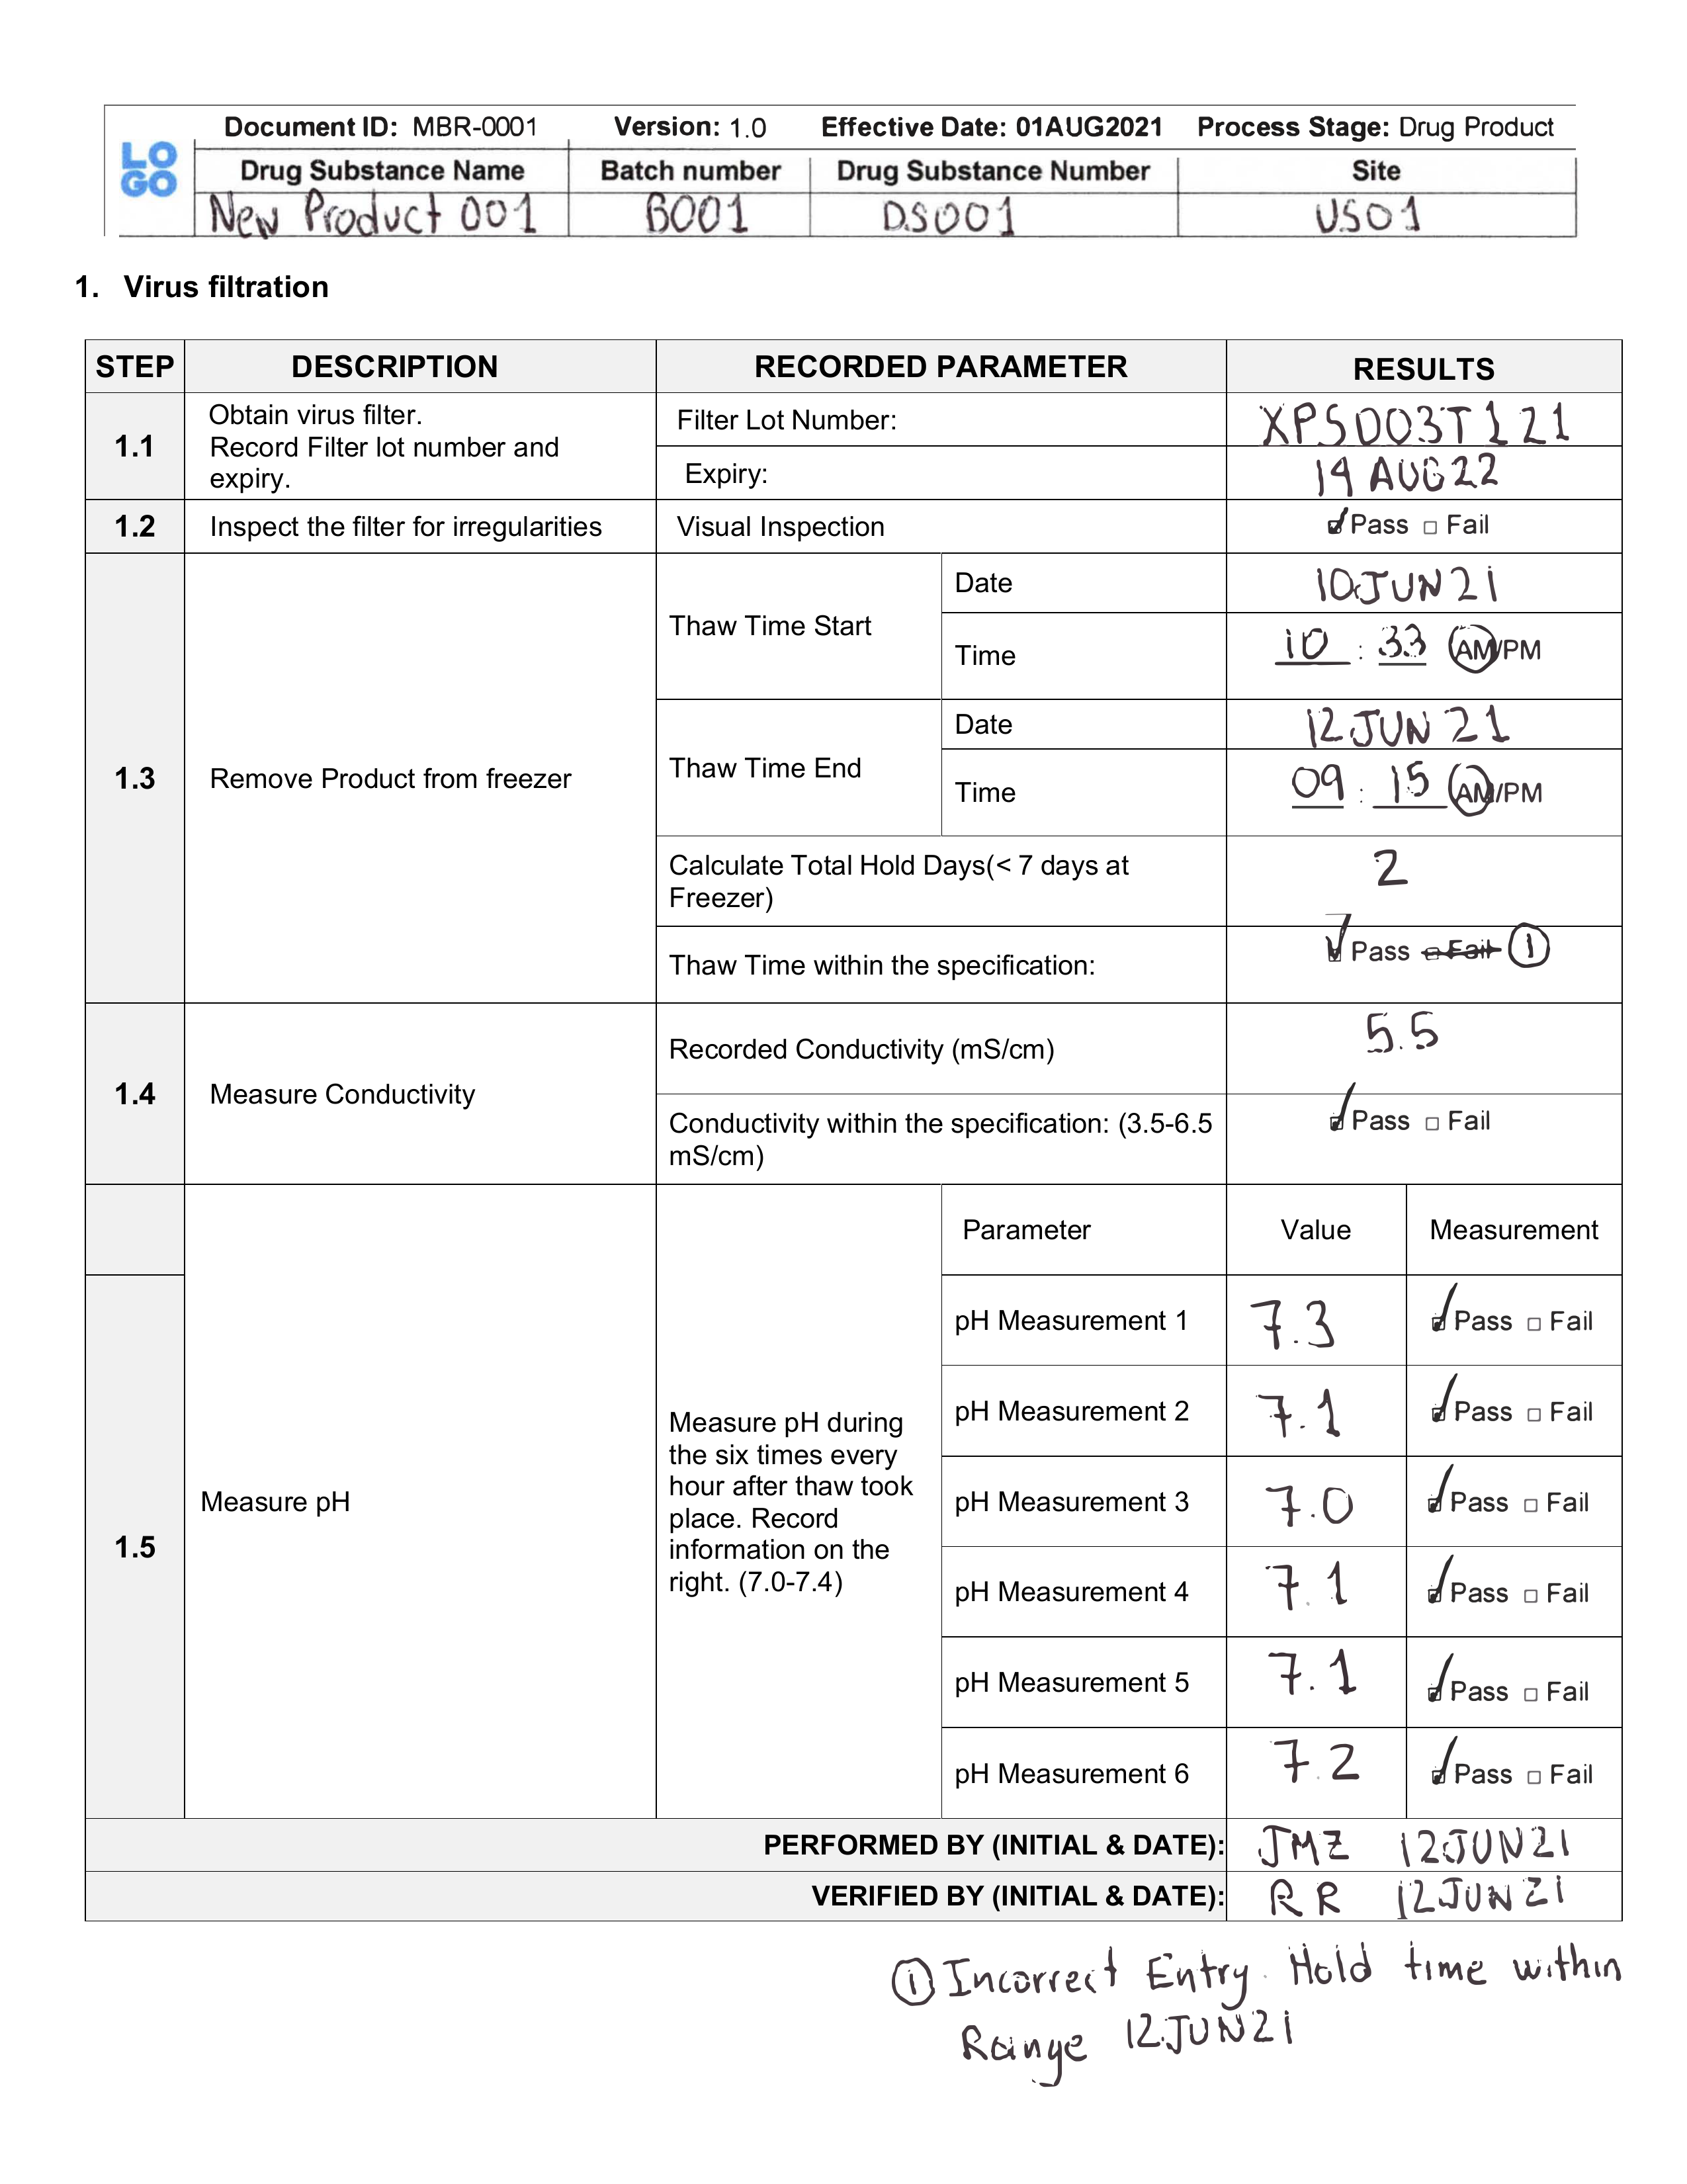 LO
GO
Document ID: MBR-0001 Version: 1.0 Effective Date: 01AUG2021 Process Stage: Drug Product
Drug Substance Name Batch number Drug Substance Number Site
New Product 001 B001 DS001 US01
1. Virus filtration
STEP DESCRIPTION RECORDED PARAMETER RESULTS
1.1 Obtain virus filter.
Record Filter lot number and
expiry.
Filter Lot Number: XPSD03T121
Expiry: 19 AUG 22
1.2 Inspect the filter for irregularities Visual Inspection ☑ Pass ☐ Fail
1.3 Remove Product from freezer
Thaw Time Start
Date 10JUN21
Time 10 : 33 AM/PM
Thaw Time End
Date 12JUN 21
Time 09 : 15 AM/PM
Calculate Total Hold Days(< 7 days at
Freezer)
2
Thaw Time within the specification: ☑ Pass ☐ Fail ①
1.4 Measure Conductivity
Recorded Conductivity (mS/cm) 5.5
Conductivity within the specification: (3.5-6.5
mS/cm)
☑ Pass ☐ Fail
Parameter Value Measurement
1.5 Measure pH
Measure pH during
the six times every
hour after thaw took
place. Record
information on the
right. (7.0-7.4)
pH Measurement 1 7.3 ☑ Pass ☐ Fail
pH Measurement 2 7.1 ☑ Pass ☐ Fail
pH Measurement 3 7.0 ☑ Pass ☐ Fail
pH Measurement 4 7.1 ☑ Pass ☐ Fail
pH Measurement 5 7.1 ☑ Pass ☐ Fail
pH Measurement 6 7.2 ☑ Pass ☐ Fail
PERFORMED BY (INITIAL & DATE): JMZ 12JUN21
VERIFIED BY (INITIAL & DATE): RR 12JUN21
① Incorrect Entry. Hold time within
Range 12JUN21